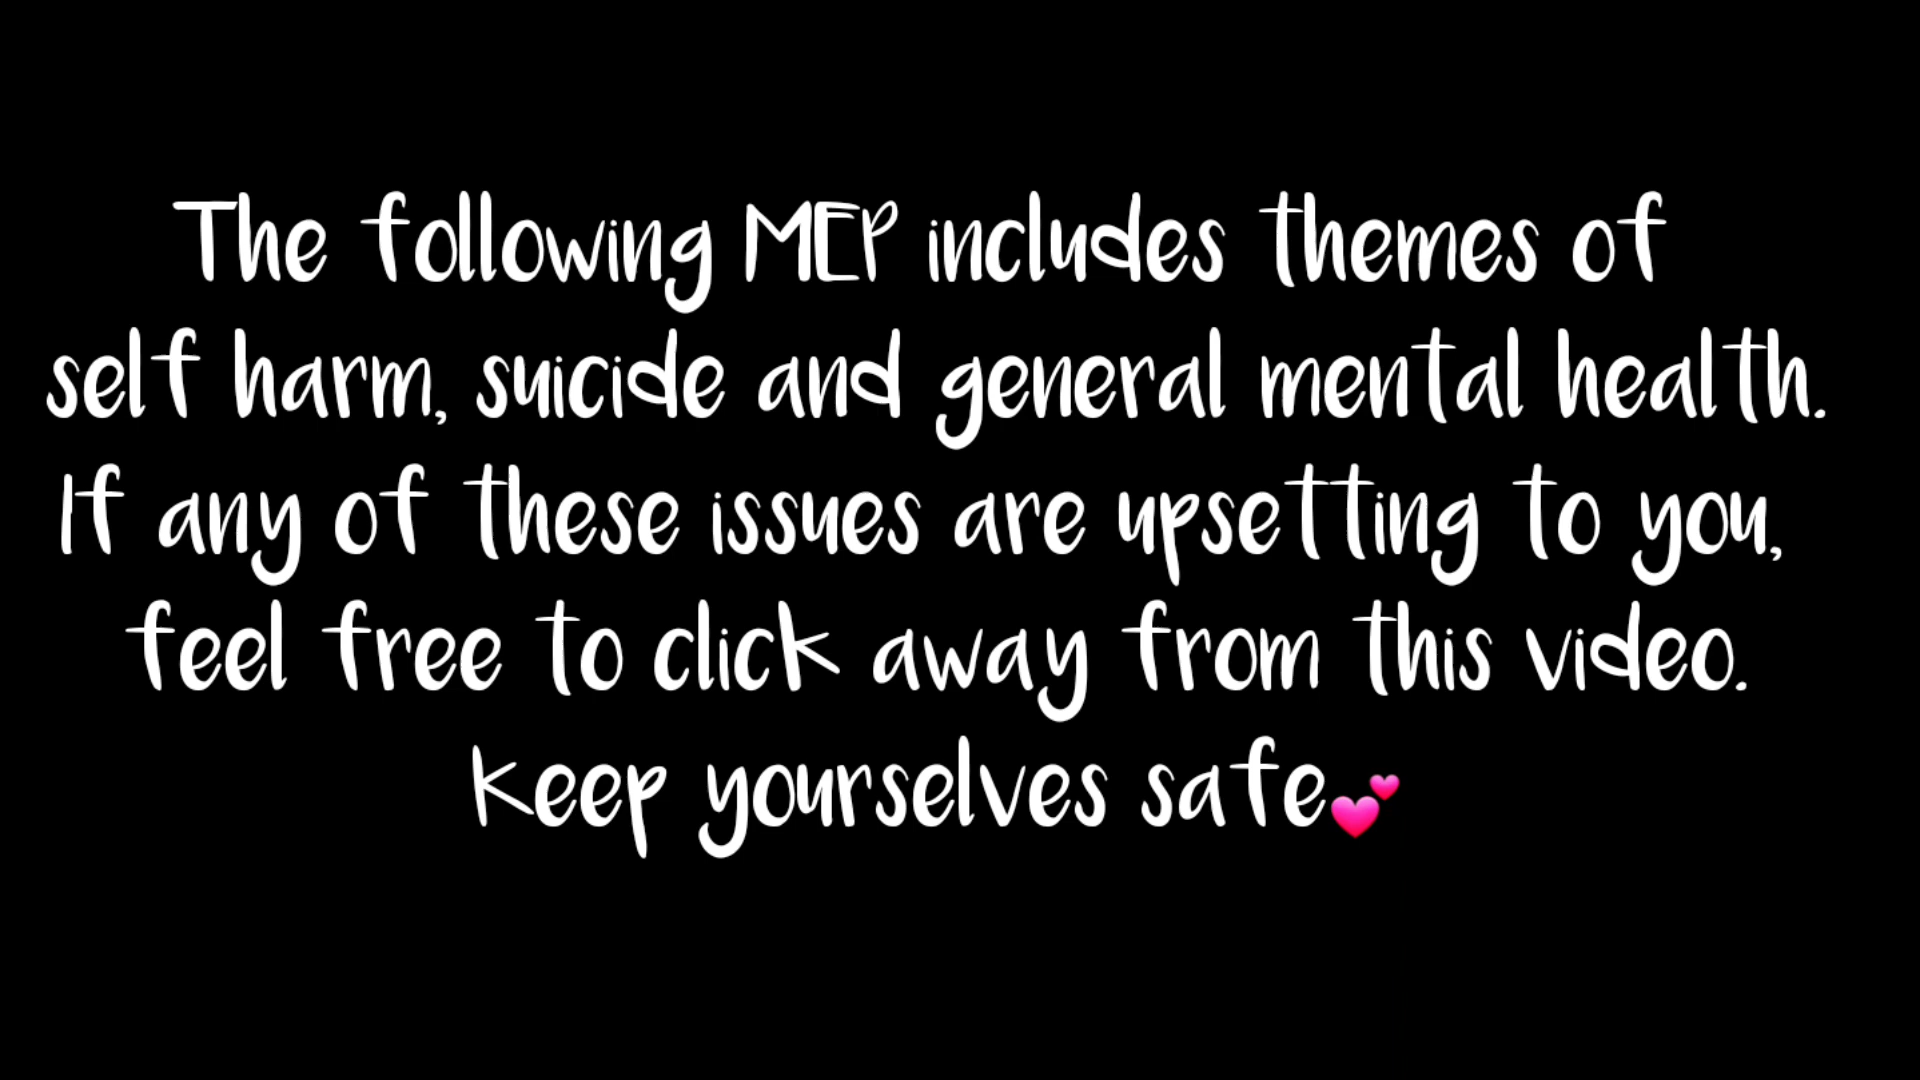 The following MEP includes themes of
self harm, suicide and general mental health.
If any of these issues are upsetting to you,
feel free to click away from this video.
Keep yourselves safe💕